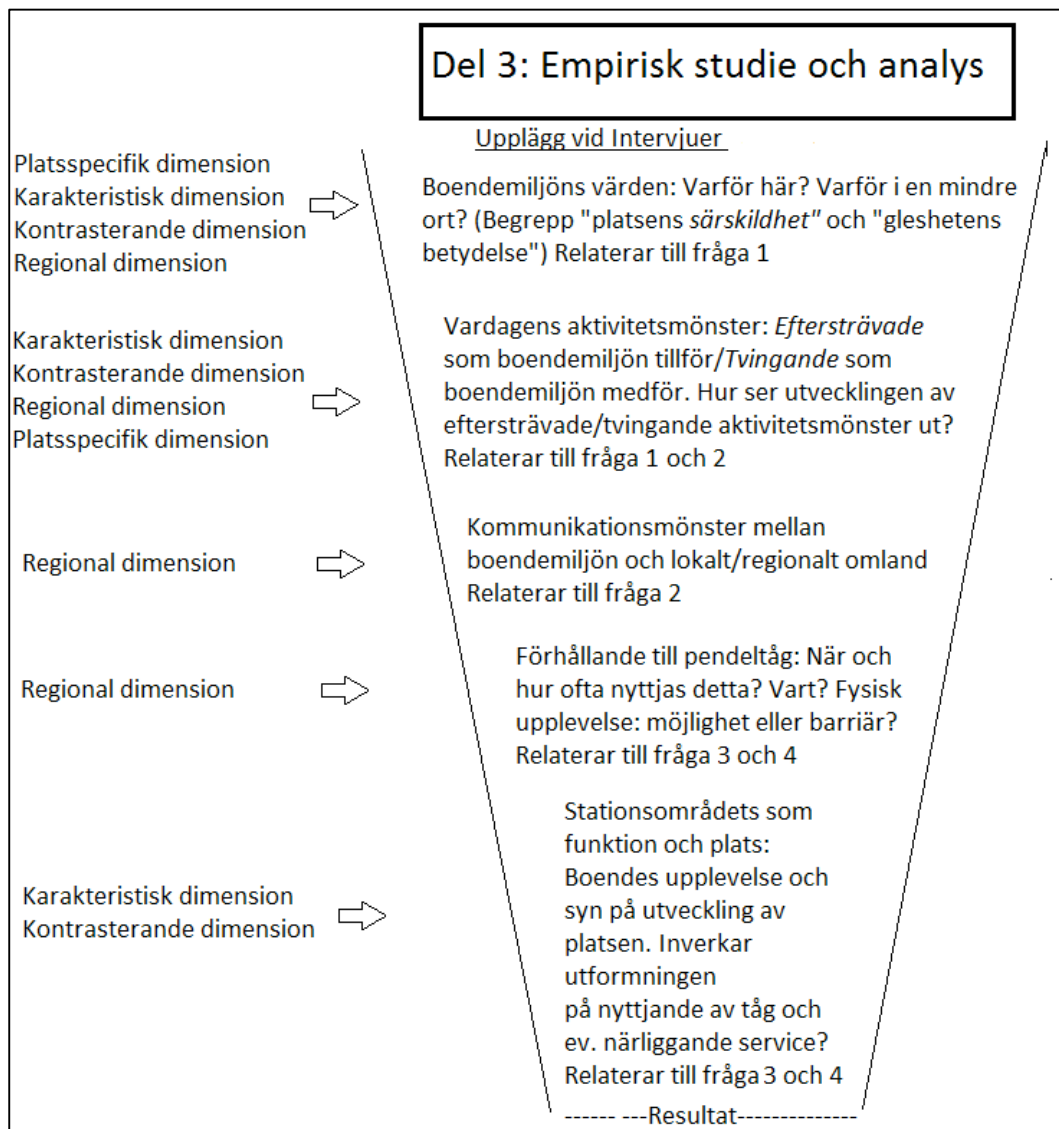 Del 3: Empirisk studie och analys
Upplägg vid Intervjuer
Platsspecifik dimension
Karakteristisk dimension
Kontrasterande dimension
Regional dimension
Boendemiljöns värden: Varför här? Varför i en mindre
ort? (Begrepp "platsens särskildhet" och "gleshetens
betydelse") Relaterar till fråga 1
Karakteristisk dimension
Kontrasterande dimension
Regional dimension
Platsspecifik dimension
Vardagens aktivitetsmönster: Eftersträvade
som boendemiljön tillför/Tvingande som
boendemiljön medför. Hur ser utvecklingen av
eftersträvade/tvingande aktivitetsmönster ut?
Relaterar till fråga 1 och 2
Regional dimension
Kommunikationsmönster mellan
boendemiljön och lokalt/regionalt omland
Relaterar till fråga 2
Regional dimension
Förhållande till pendeltåg: När och
hur ofta nyttjas detta? Vart? Fysisk
upplevelse: möjlighet eller barriär?
Relaterar till fråga 3 och 4
Karakteristisk dimension
Kontrasterande dimension
Stationsområdets som
funktion och plats:
Boendes upplevelse och
syn på utveckling av
platsen. Inverkar
utformningen
på nyttjande av tåg och
ev. närliggande service?
Relaterar till fråga 3 och 4
------ ---Resultat--------------